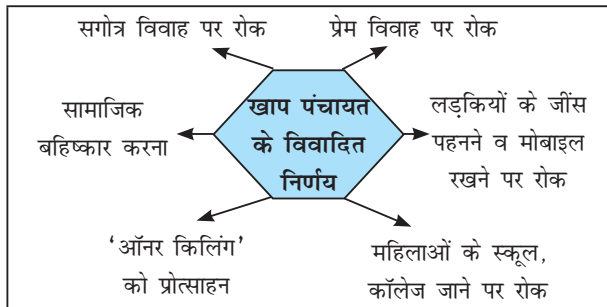 सगोत्र विवाह पर रोक
प्रेम विवाह पर रोक
सामाजिक
बहिष्कार करना
खाप पंचायत
के विवादित
निर्णय
लड़कियों के जींस
पहनने व मोबाइल
रखने पर रोक
‘ऑनर किलिंग’
को प्रोत्साहन
महिलाओं के स्कूल,
कॉलेज जाने पर रोक